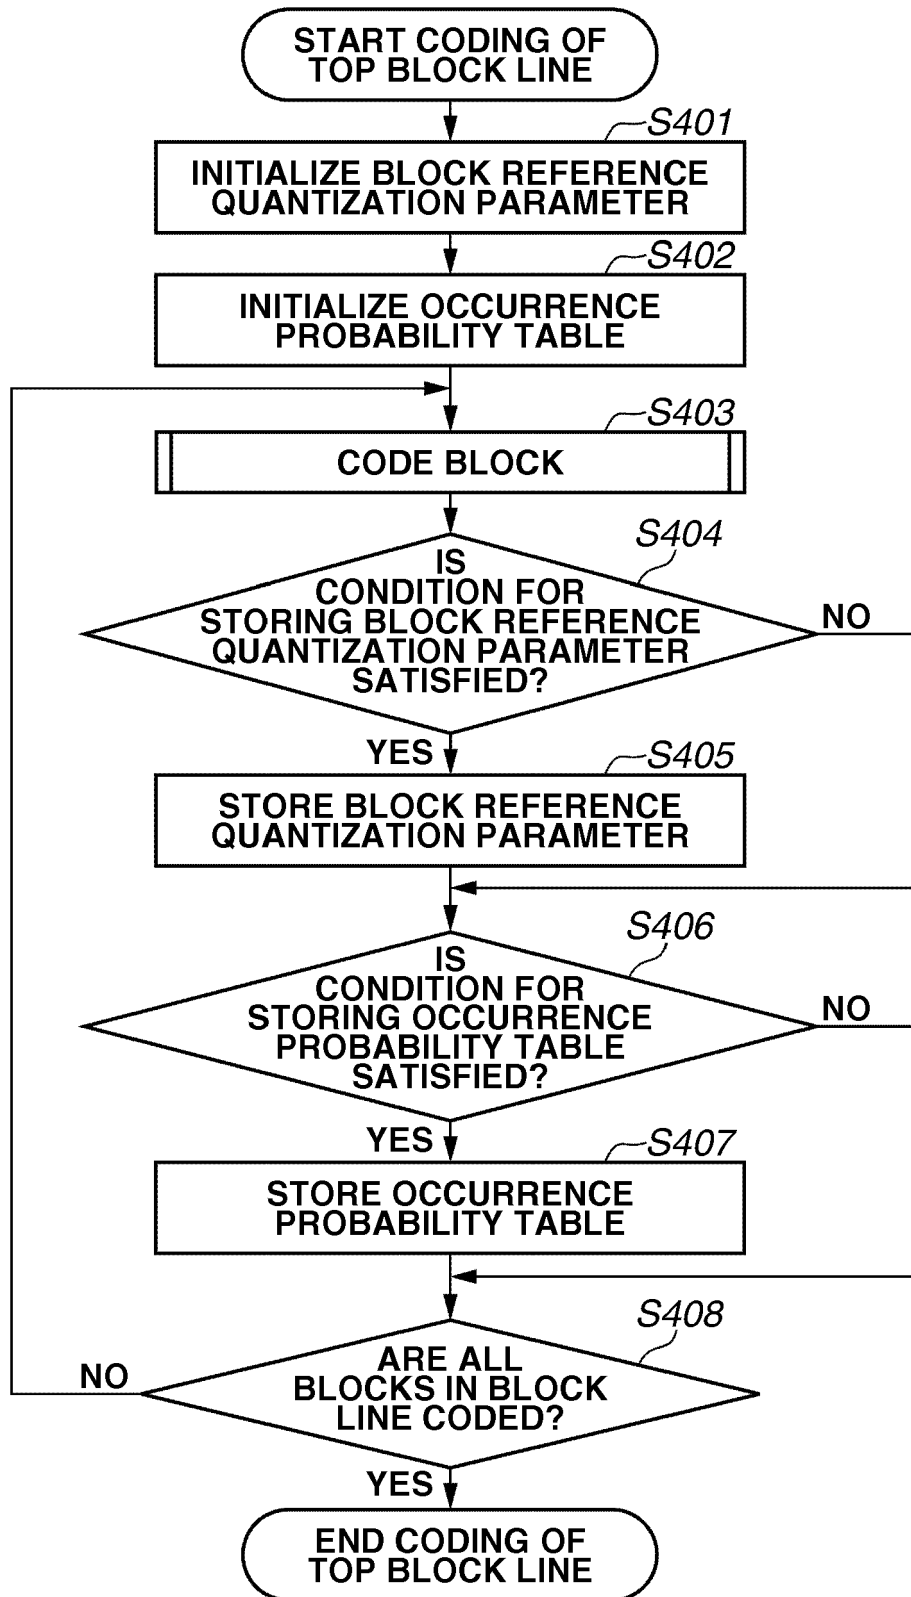 START CODING OF
TOP BLOCK LINE
S401
INITIALIZE BLOCK REFERENCE
QUANTIZATION PARAMETER
S402
INITIALIZE OCCURRENCE
PROBABILITY TABLE
S403
CODE BLOCK
S404
IS
CONDITION FOR
STORING BLOCK REFERENCE
QUANTIZATION PARAMETER
SATISFIED?
NO
YES
S405
STORE BLOCK REFERENCE
QUANTIZATION PARAMETER
S406
IS
CONDITION FOR
STORING OCCURRENCE
PROBABILITY TABLE
SATISFIED?
NO
YES
S407
STORE OCCURRENCE
PROBABILITY TABLE
S408
ARE ALL
BLOCKS IN BLOCK
LINE CODED?
NO
YES
END CODING OF
TOP BLOCK LINE